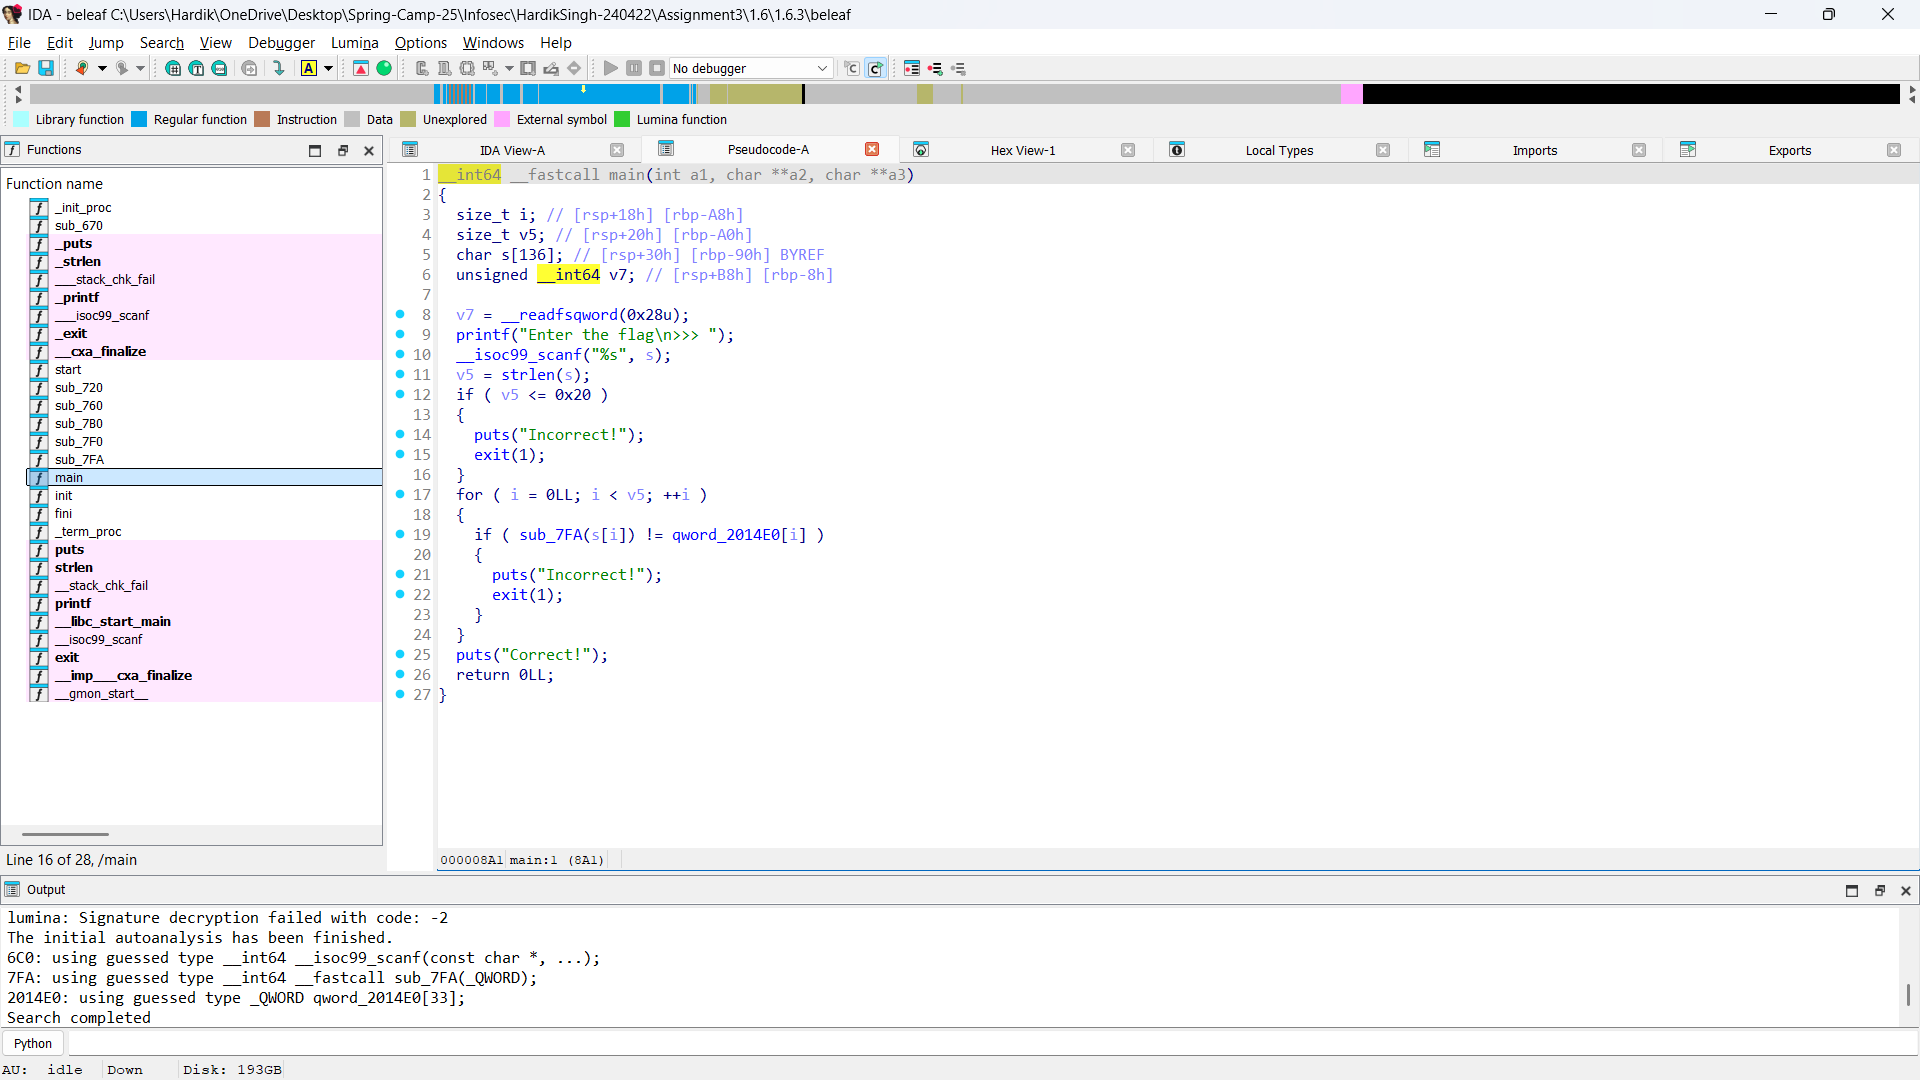 IDA - beleaf C:\Users\Hardik\OneDrive\Desktop\Spring-Camp-25\Infosec\HardikSingh-240422\Assignment3\1.6\1.6.3\beleaf
File Edit Jump Search View Debugger Lumina Options Windows Help
No debugger
Library function Regular function Instruction Data Unexplored External symbol Lumina function
Functions
Function name
_init_proc
sub_670
_puts
_strlen
___stack_chk_fail
_printf
___isoc99_scanf
_exit
__cxa_finalize
start
sub_720
sub_760
sub_7B0
sub_7F0
sub_7FA
main
init
fini
_term_proc
puts
strlen
__stack_chk_fail
printf
__libc_start_main
__isoc99_scanf
exit
__imp___cxa_finalize
__gmon_start__
Line 16 of 28, /main
IDA View-A Pseudocode-A Hex View-1 Local Types Imports Exports
1 __int64 __fastcall main(int a1, char **a2, char **a3)
2 {
3 size_t i; // [rsp+18h] [rbp-A8h]
4 size_t v5; // [rsp+20h] [rbp-A0h]
5 char s[136]; // [rsp+30h] [rbp-90h] BYREF
6 unsigned __int64 v7; // [rsp+B8h] [rbp-8h]
7
8 v7 = __readfsqword(0x28u);
9 printf("Enter the flag\n>>> ");
10 __isoc99_scanf("%s", s);
11 v5 = strlen(s);
12 if ( v5 <= 0x20 )
13 {
14 puts("Incorrect!");
15 exit(1);
16 }
17 for ( i = 0LL; i < v5; ++i )
18 {
19 if ( sub_7FA(s[i]) != qword_2014E0[i] )
20 {
21 puts("Incorrect!");
22 exit(1);
23 }
24 }
25 puts("Correct!");
26 return 0LL;
27 }
000008A1 main:1 (8A1)
Output
lumina: Signature decryption failed with code: -2
The initial autoanalysis has been finished.
6C0: using guessed type __int64 __isoc99_scanf(const char *, ...);
7FA: using guessed type __int64 __fastcall sub_7FA(_QWORD);
2014E0: using guessed type _QWORD qword_2014E0[33];
Search completed
Python
AU: idle Down Disk: 193GB